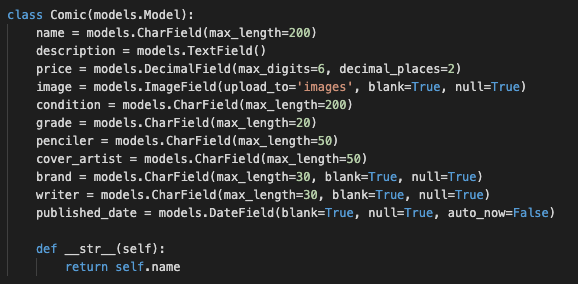 class Comic(models.Model):
    name = models.CharField(max_length=200)
    description = models.TextField()
    price = models.DecimalField(max_digits=6, decimal_places=2)
    image = models.ImageField(upload_to='images', blank=True, null=True)
    condition = models.CharField(max_length=200)
    grade = models.CharField(max_length=20)
    penciler = models.CharField(max_length=50)
    cover_artist = models.CharField(max_length=50)
    brand = models.CharField(max_length=30, blank=True, null=True)
    writer = models.CharField(max_length=30, blank=True, null=True)
    published_date = models.DateField(blank=True, null=True, auto_now=False)

    def __str__(self):
        return self.name